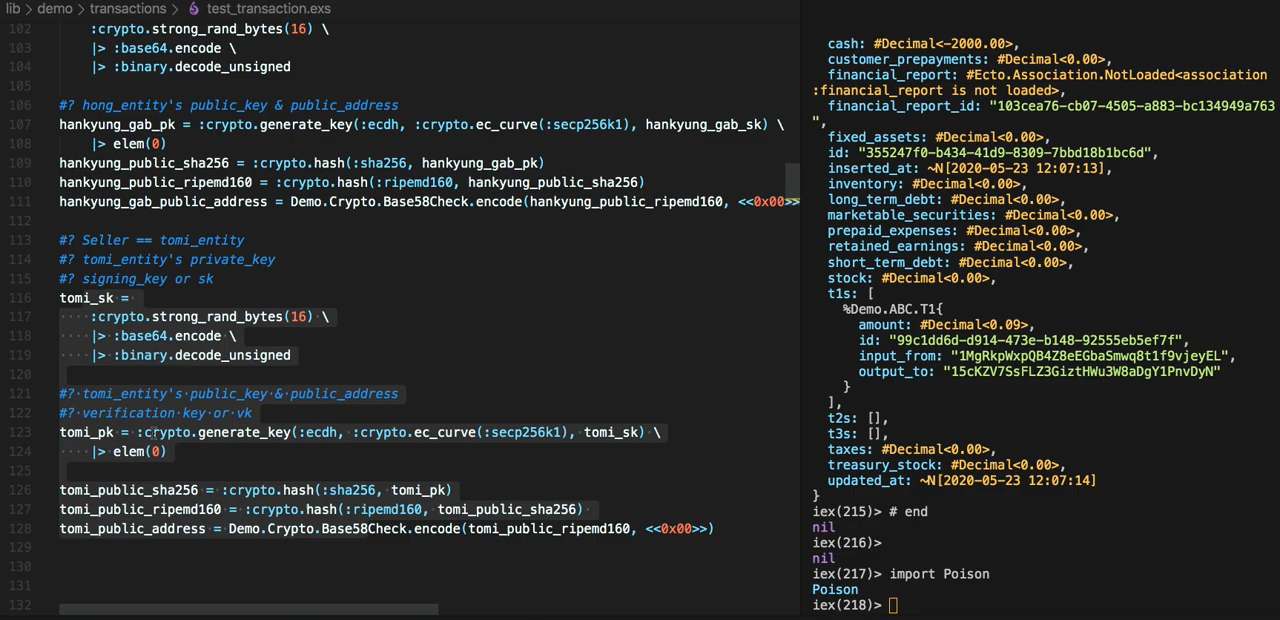 lib > demo > transactions > test_transaction.exs
102 :crypto.strong_rand_bytes(16) \
103 |> :base64.encode \
104 |> :binary.decode_unsigned
105
106 #? hong_entity's public_key & public_address
107 hankyung_gab_pk = :crypto.generate_key(:ecdh, :crypto.ec_curve(:secp256k1), hankyung_gab_sk) \
108 |> elem(0)
109 hankyung_public_sha256 = :crypto.hash(:sha256, hankyung_gab_pk)
110 hankyung_public_ripemd160 = :crypto.hash(:ripemd160, hankyung_public_sha256)
111 hankyung_gab_public_address = Demo.Crypto.Base58Check.encode(hankyung_public_ripemd160, <<0x00>>
112
113 #? Seller == tomi_entity
114 #? tomi_entity's private_key
115 #? signing_key or sk
116 tomi_sk =
117 :crypto.strong_rand_bytes(16) \
118 |> :base64.encode \
119 |> :binary.decode_unsigned
120
121 #? tomi_entity's public_key & public_address
122 #? verification key or vk
123 tomi_pk = :crypto.generate_key(:ecdh, :crypto.ec_curve(:secp256k1), tomi_sk) \
124 |> elem(0)
125
126 tomi_public_sha256 = :crypto.hash(:sha256, tomi_pk)
127 tomi_public_ripemd160 = :crypto.hash(:ripemd160, tomi_public_sha256)
128 tomi_public_address = Demo.Crypto.Base58Check.encode(tomi_public_ripemd160, <<0x00>>)
129
130
131
132
cash: #Decimal<-2000.00>,
customer_prepayments: #Decimal<0.00>,
financial_report: #Ecto.Association.NotLoaded<association
:financial_report is not loaded>,
financial_report_id: "103cea76-cb07-4505-a883-bc134949a763
",
fixed_assets: #Decimal<0.00>,
id: "355247f0-b434-41d9-8309-7bbd18b1bc6d",
inserted_at: ~N[2020-05-23 12:07:13],
inventory: #Decimal<0.00>,
long_term_debt: #Decimal<0.00>,
marketable_securities: #Decimal<0.00>,
prepaid_expenses: #Decimal<0.00>,
retained_earnings: #Decimal<0.00>,
short_term_debt: #Decimal<0.00>,
stock: #Decimal<0.00>,
t1s: [
%Demo.ABC.T1{
amount: #Decimal<0.09>,
id: "99c1dd6d-d914-473e-b148-92555eb5ef7f",
input_from: "1MgRkpWxpQB4Z8eEGbaSmwq8t1f9vjeyEL",
output_to: "15cKZV7SsFLZ3GiztHWu3W8aDgY1PnvDyN"
}
],
t2s: [],
t3s: [],
taxes: #Decimal<0.00>,
treasury_stock: #Decimal<0.00>,
updated_at: ~N[2020-05-23 12:07:14]
}
iex(215)> # end
nil
iex(216)>
nil
iex(217)> import Poison
Poison
iex(218)>